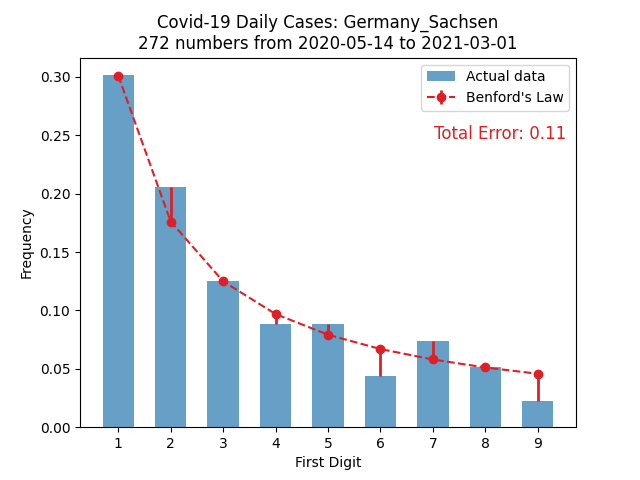 Covid-19 Daily Cases: Germany_Sachsen
272 numbers from 2020-05-14 to 2021-03-01
Actual data
Benford's Law
Total Error: 0.11
0.30
0.25
0.20
0.15
0.10
0.05
0.00
Frequency
1 2 3 4 5 6 7 8 9
First Digit